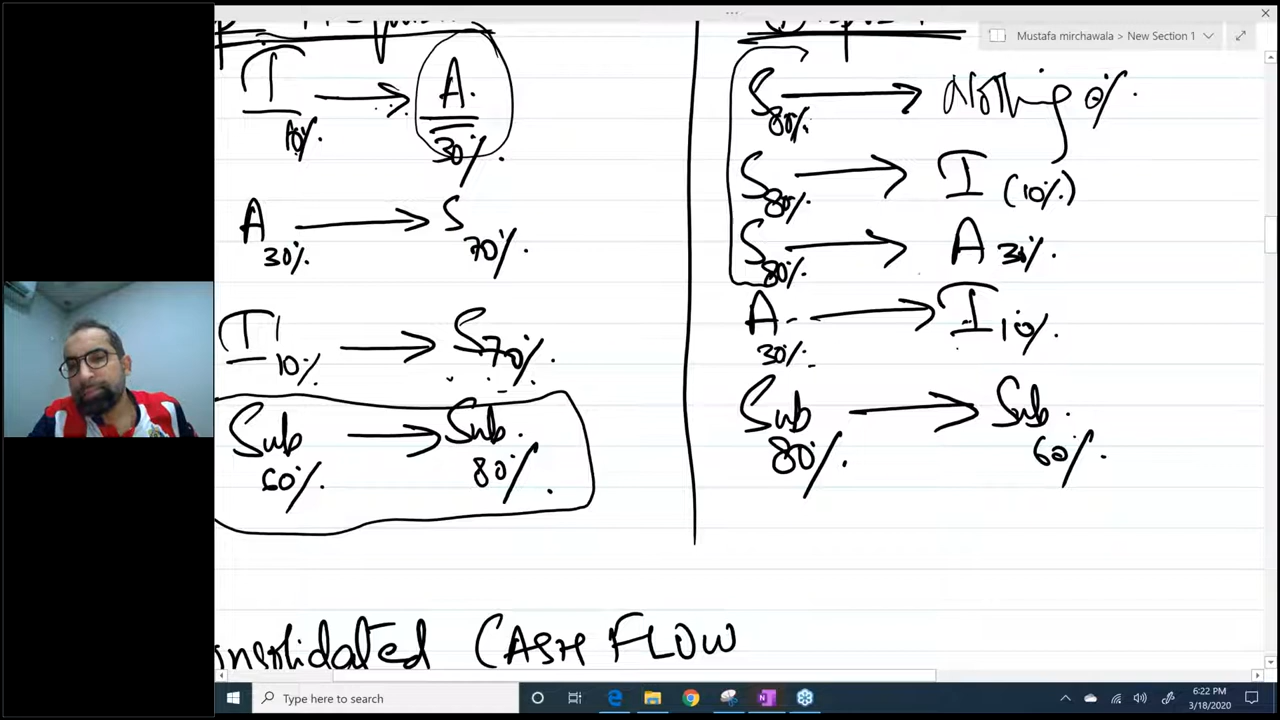 Mustafa mirchawala > New Section 1
I 10% → A 30%.
A 30% → S 70%.
I 10% → S 70%.
Sub 60% → Sub. 80%.
S 80% → Nothing 0%.
S 80% → I (10%)
S 80% → A 30%.
A 30%. → I 10%.
Sub 80%. → Sub. 60%.
nsolidated CASH FLOW
Type here to search
6:22 PM
3/18/2020